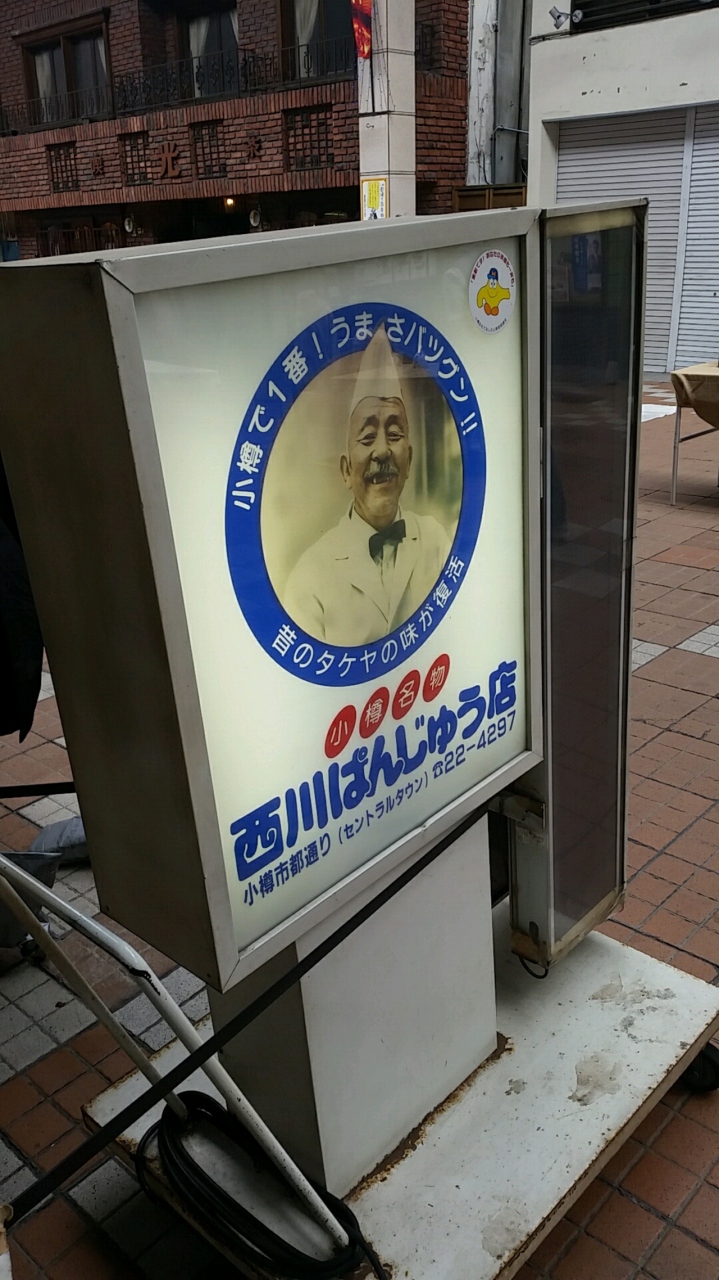 光
小樽で1番!うまさバツグン!!
昔のタケヤの味が復活
小樽名物
西川ぱんじゅう店
小樽市都通り(セントラルタウン)☎22-4297